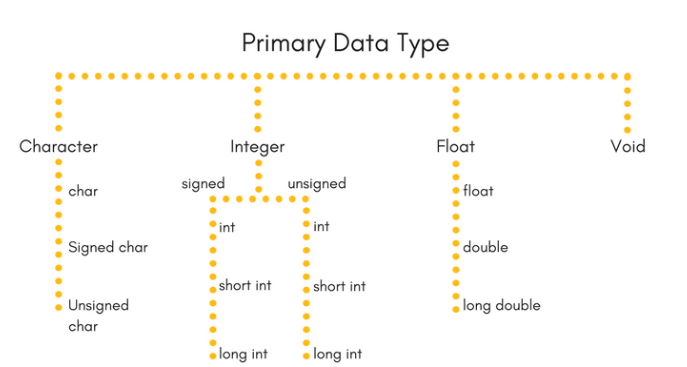 Primary Data Type
Character
Integer
Float
Void
char
Signed char
Unsigned
char
signed
unsigned
int
short int
long int
int
short int
long int
float
double
long double